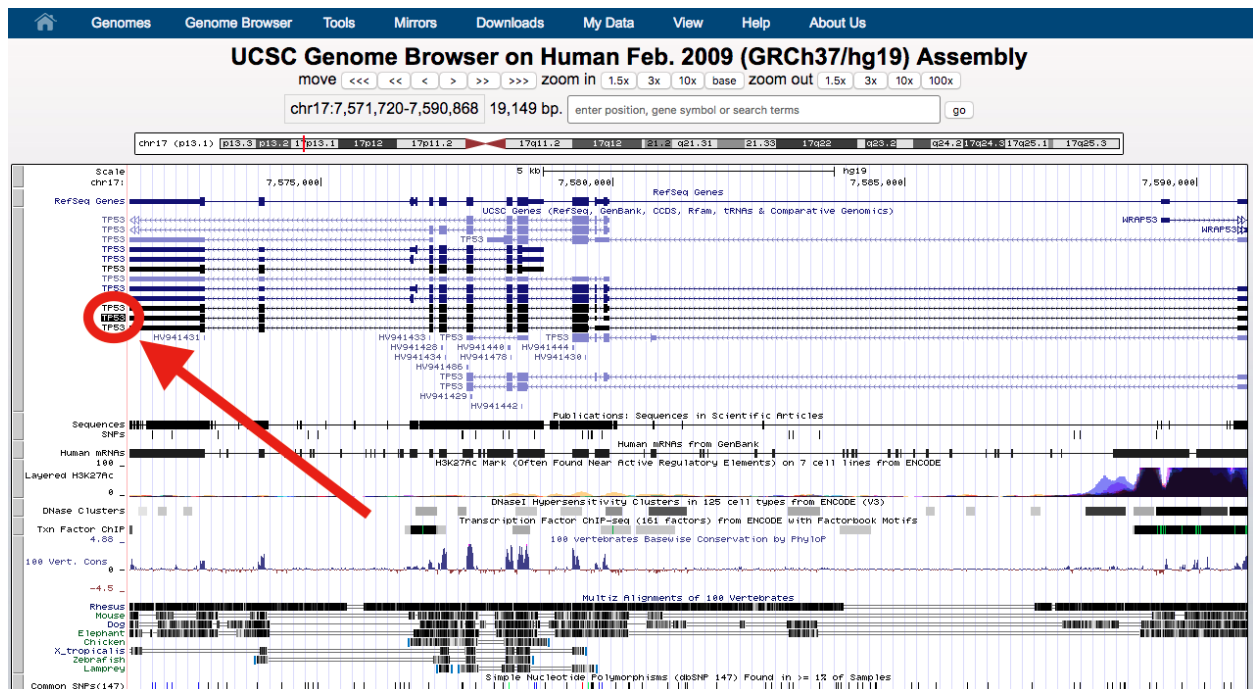 Genomes Genome Browser Tools Mirrors Downloads My Data View Help About Us
UCSC Genome Browser on Human Feb. 2009 (GRCh37/hg19) Assembly
move <<< << < > >> >>> zoom in 1.5x 3x 10x base zoom out 1.5x 3x 10x 100x
chr17:7,571,720-7,590,868 19,149 bp. enter position, gene symbol or search terms go
chr17 (p13.1) p13.3 p13.2 17p13.1 17p12 17p11.2 17q11.2 17q12 21.2 q21.31 21.33 17q22 q23.2 q24.2 17q24.3 17q25.1 17q25.3
Scale 5 kb hg19
chr17: 7,575,000 7,580,000 7,585,000 7,590,000
RefSeq Genes
RefSeq Genes
UCSC Genes (RefSeq, GenBank, CCDS, Rfam, tRNAs & Comparative Genomics)
TP53 WRAP53
TP53 WRAP53
TP53 TP53
TP53
TP53
TP53
TP53
TP53
TP53
TP53
TP53
TP53
HV941431 HV941433 TP53 TP53
HV941428 HV941440 HV941444
HV941434 HV941478 HV941430
HV941486
TP53
TP53
HV941429
HV941442
Publications: Sequences in Scientific Articles
Sequences
SNPs
Human mRNAs from GenBank
Human mRNAs
H3K27Ac Mark (Often Found Near Active Regulatory Elements) on 7 cell lines from ENCODE
100 _
Layered H3K27Ac
0 _
DNaseI Hypersensitivity Clusters in 125 cell types from ENCODE (V3)
DNase Clusters
Transcription Factor ChIP-seq (161 factors) from ENCODE with Factorbook Motifs
Txn Factor ChIP
4.88 _
100 vertebrates Basewise Conservation by PhyloP
100 Vert. Cons
0 _
-4.5 _
Multiz Alignments of 100 Vertebrates
Rhesus
Mouse
Dog
Elephant
Chicken
X_tropicalis
Zebrafish
Lamprey
Simple Nucleotide Polymorphisms (dbSNP 147) Found in >= 1% of Samples
Common SNPs(147)